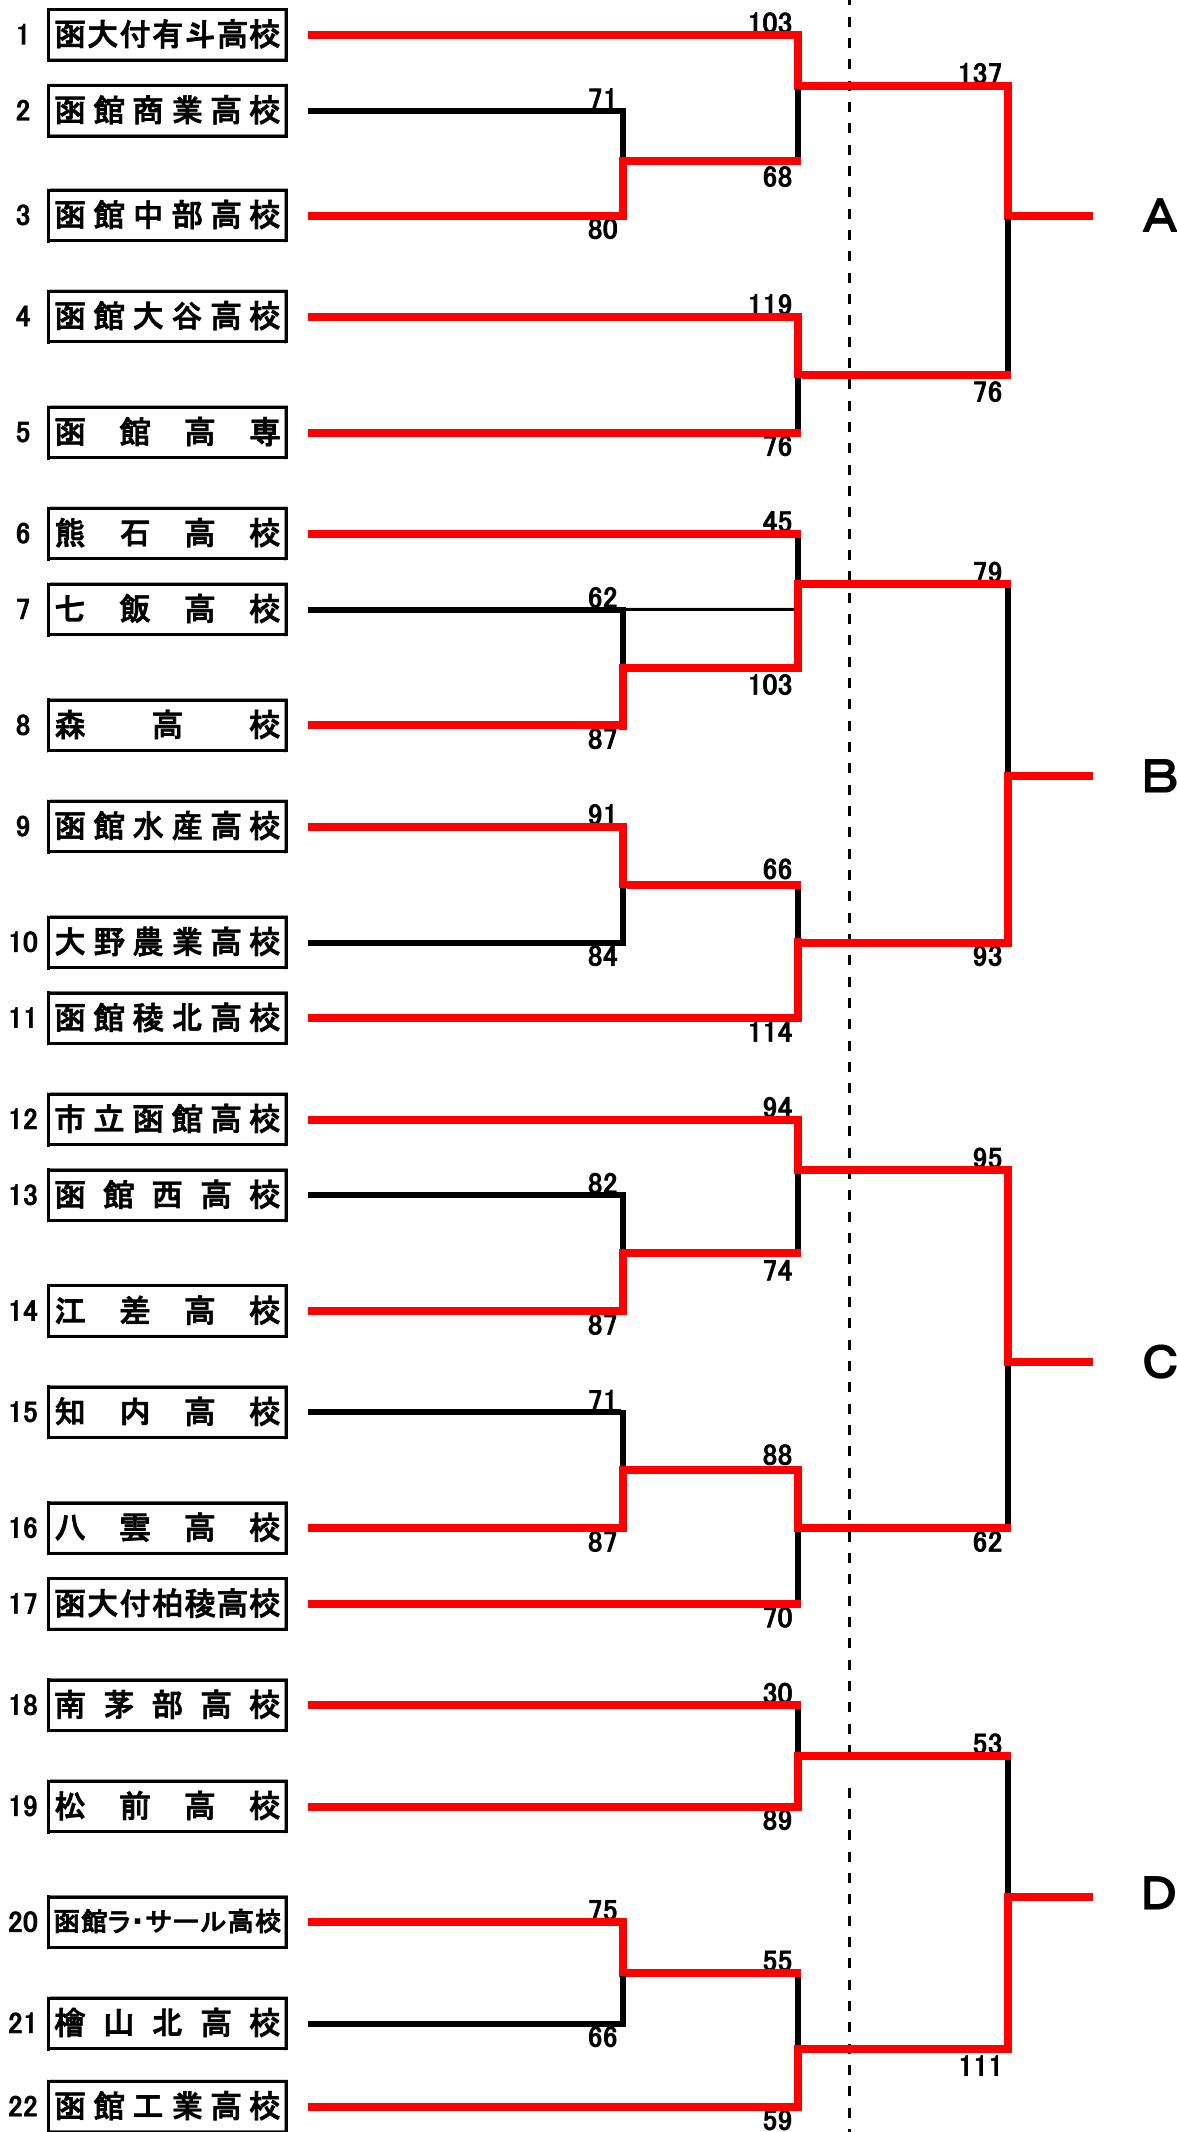 103
1 函大付有斗高校
137
71
2 函館商業高校
68
3 函館中部高校
A
80
119
4 函館大谷高校
76
5 函館高専
76
45
6 熊石高校
79
62
7 七飯高校
103
8 森高校
87
B
91
9 函館水産高校
66
10 大野農業高校
84
93
11 函館稜北高校
114
94
12 市立函館高校
95
82
13 函館西高校
74
14 江差高校
87
C
71
15 知内高校
88
16 八雲高校
87
62
17 函大付柏稜高校
70
30
18 南茅部高校
53
19 松前高校
89
D
75
20 函館ラ・サール高校
55
21 檜山北高校
66
111
22 函館工業高校
59